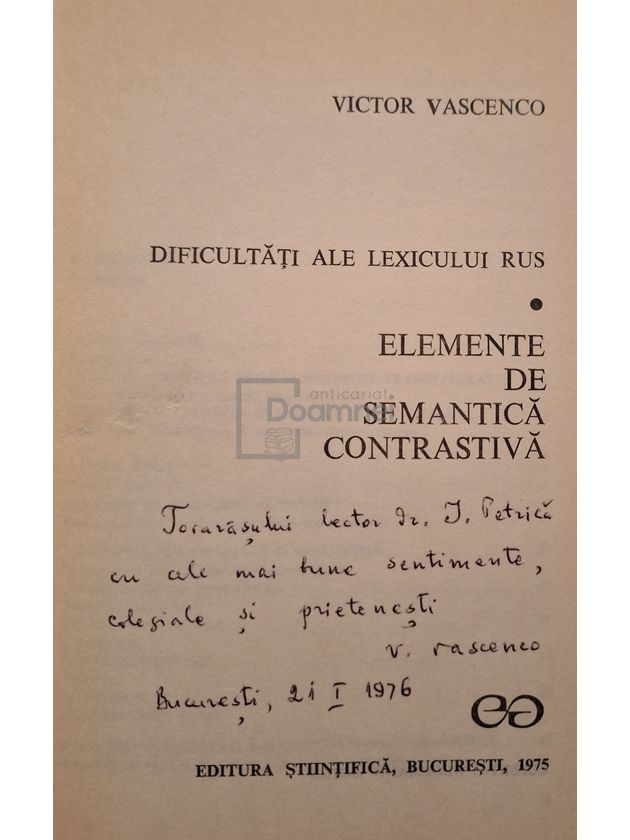 VICTOR VASCENCO
DIFICULTĂȚI ALE LEXICULUI RUS
•
ELEMENTE
DE
SEMANTICĂ
CONTRASTIVĂ
anticariat
Doamnei
Tovarășului lector dr. I. Petrică
cu cele mai bune sentimente,
colegiale și prietenești
V. Vascenco
București, 21 I 1976
EDITURA ȘTIINȚIFICĂ, BUCUREȘTI, 1975